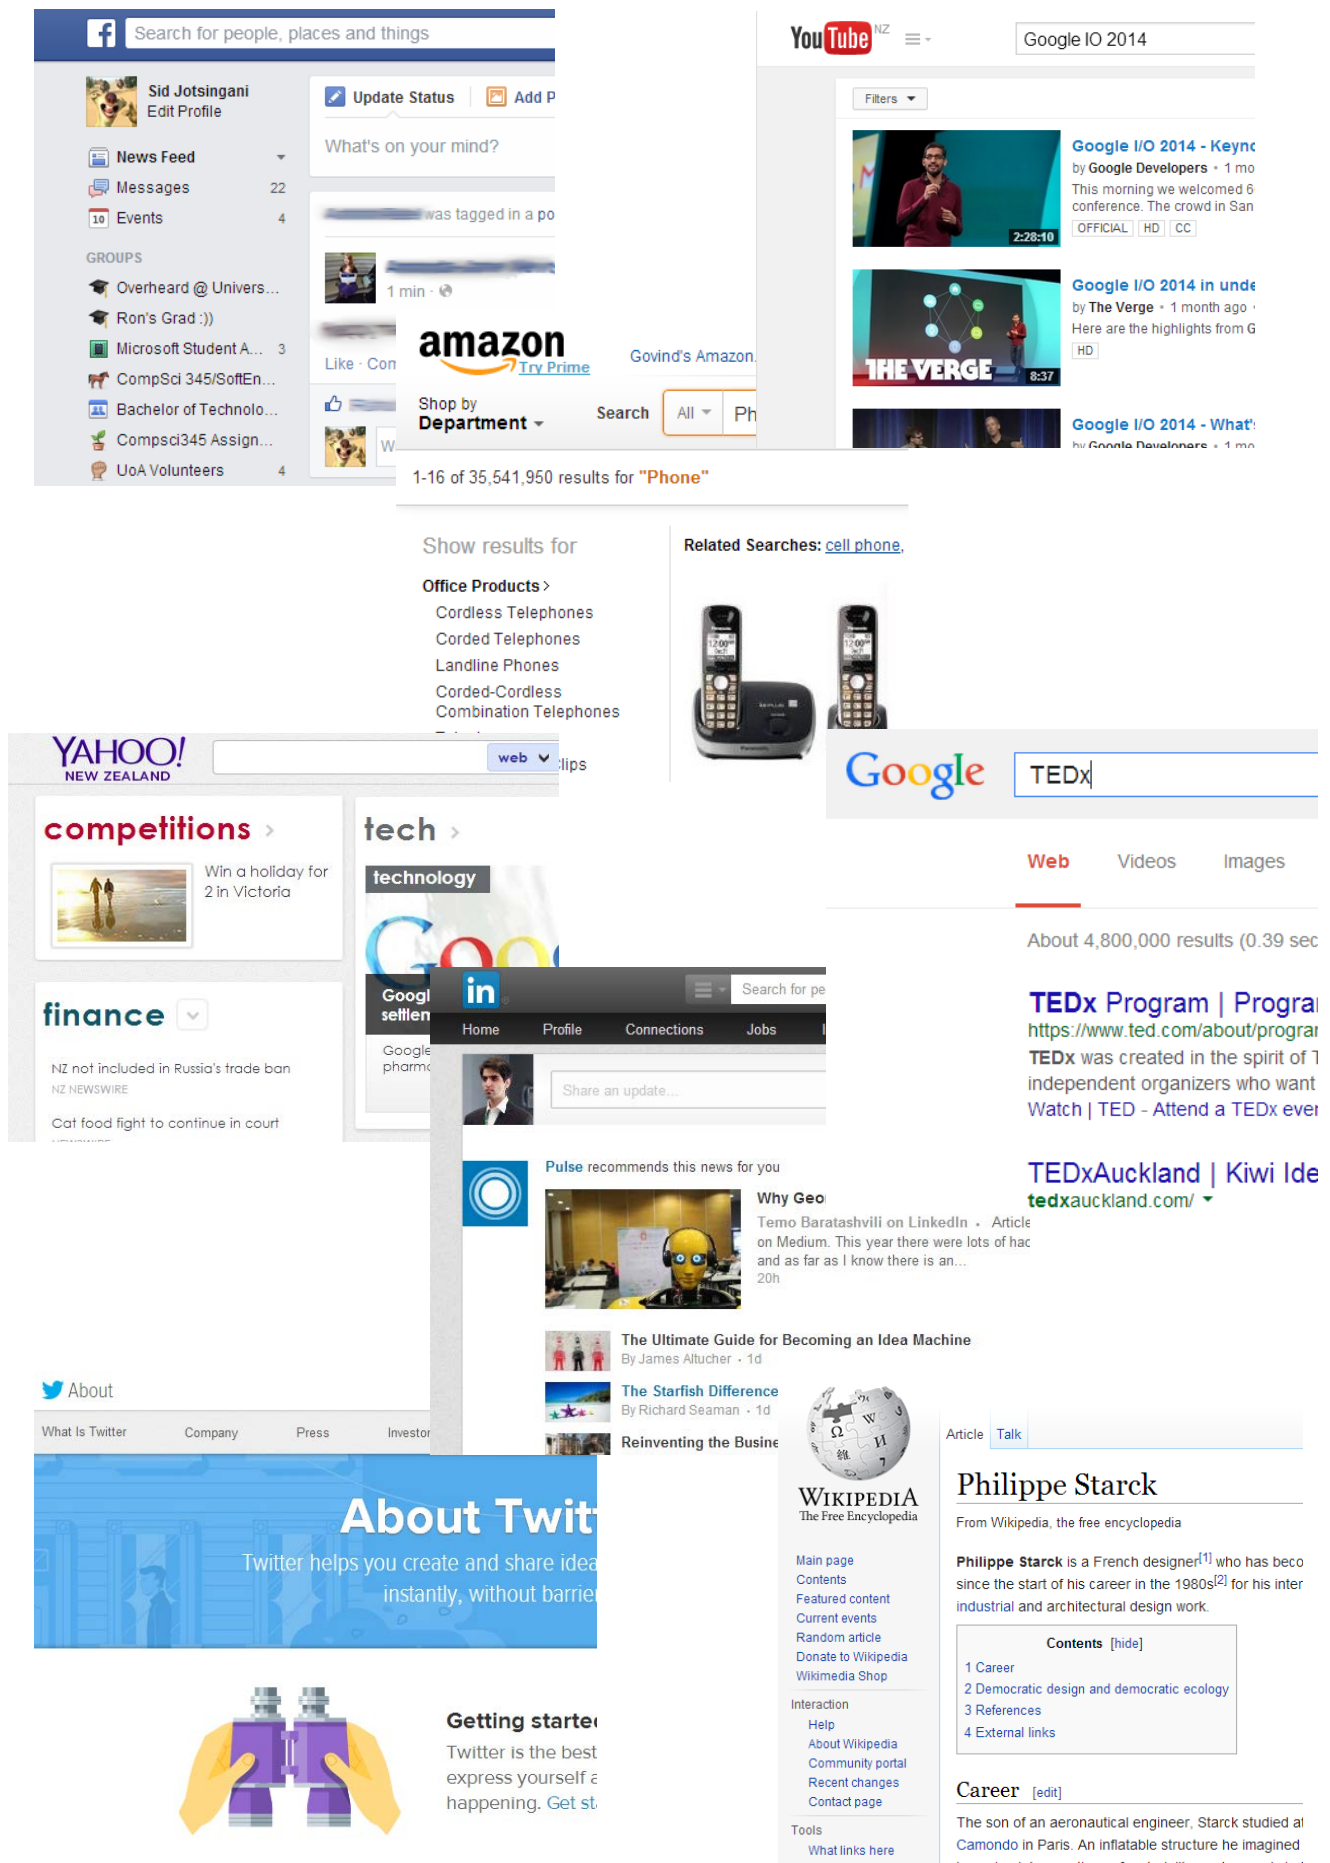 Search for people, places and things
Sid Jotsingani
Edit Profile
News Feed
Messages 22
10 Events 4
GROUPS
Overheard @ Univers...
Ron's Grad :))
Microsoft Student A... 3
CompSci 345/SoftEn...
Bachelor of Technolo...
Compsci345 Assign...
UoA Volunteers 4
Update Status
Add P
What's on your mind?
was tagged in a po
1 min
Like · Com
W
YouTube NZ
Google IO 2014
Filters
2:28:10
Google I/O 2014 - Keyno
by Google Developers • 1 mo
This morning we welcomed 6
conference. The crowd in San
OFFICIAL HD CC
THE VERGE
8:37
Google I/O 2014 in unde
by The Verge • 1 month ago
Here are the highlights from G
HD
Google I/O 2014 - What's
by Google Developers • 1 mo
amazon
Try Prime
Govind's Amazon.
Shop by
Department
Search
All
Ph
1-16 of 35,541,950 results for "Phone"
Show results for
Office Products >
Cordless Telephones
Corded Telephones
Landline Phones
Corded-Cordless
Combination Telephones
Clips
Related Searches: cell phone,
YAHOO!
NEW ZEALAND
web
competitions >
Win a holiday for
2 in Victoria
finance
NZ not included in Russia's trade ban
NZ NEWSWIRE
Cat food fight to continue in court
NEWSWIRE
tech >
technology
Goog
Googl
settlem
Google
pharma
Google
TEDx
Web Videos Images
About 4,800,000 results (0.39 sec
TEDx Program | Progra
https://www.ted.com/about/program
TEDx was created in the spirit of T
independent organizers who want
Watch | TED - Attend a TEDx even
TEDxAuckland | Kiwi Ide
tedxauckland.com/
in
Search for pe
Home Profile Connections Jobs I
Share an update...
Pulse recommends this news for you
Why Geo
Temo Baratashvili on LinkedIn • Article
on Medium. This year there were lots of hac
and as far as I know there is an...
20h
The Ultimate Guide for Becoming an Idea Machine
By James Altucher • 1d
The Starfish Difference
By Richard Seaman • 1d
Reinventing the Busine
About
What Is Twitter Company Press Investor
About Twitt
Twitter helps you create and share idea
instantly, without barrier
Getting starte
Twitter is the best
express yourself a
happening. Get sta
WIKIPEDIA
The Free Encyclopedia
Main page
Contents
Featured content
Current events
Random article
Donate to Wikipedia
Wikimedia Shop
Interaction
Help
About Wikipedia
Community portal
Recent changes
Contact page
Tools
What links here
Article Talk
Philippe Starck
From Wikipedia, the free encyclopedia
Philippe Starck is a French designer[1] who has beco
since the start of his career in the 1980s[2] for his inter
industrial and architectural design work.
Contents [hide]
1 Career
2 Democratic design and democratic ecology
3 References
4 External links
Career [edit]
The son of an aeronautical engineer, Starck studied at
Camondo in Paris. An inflatable structure he imagined